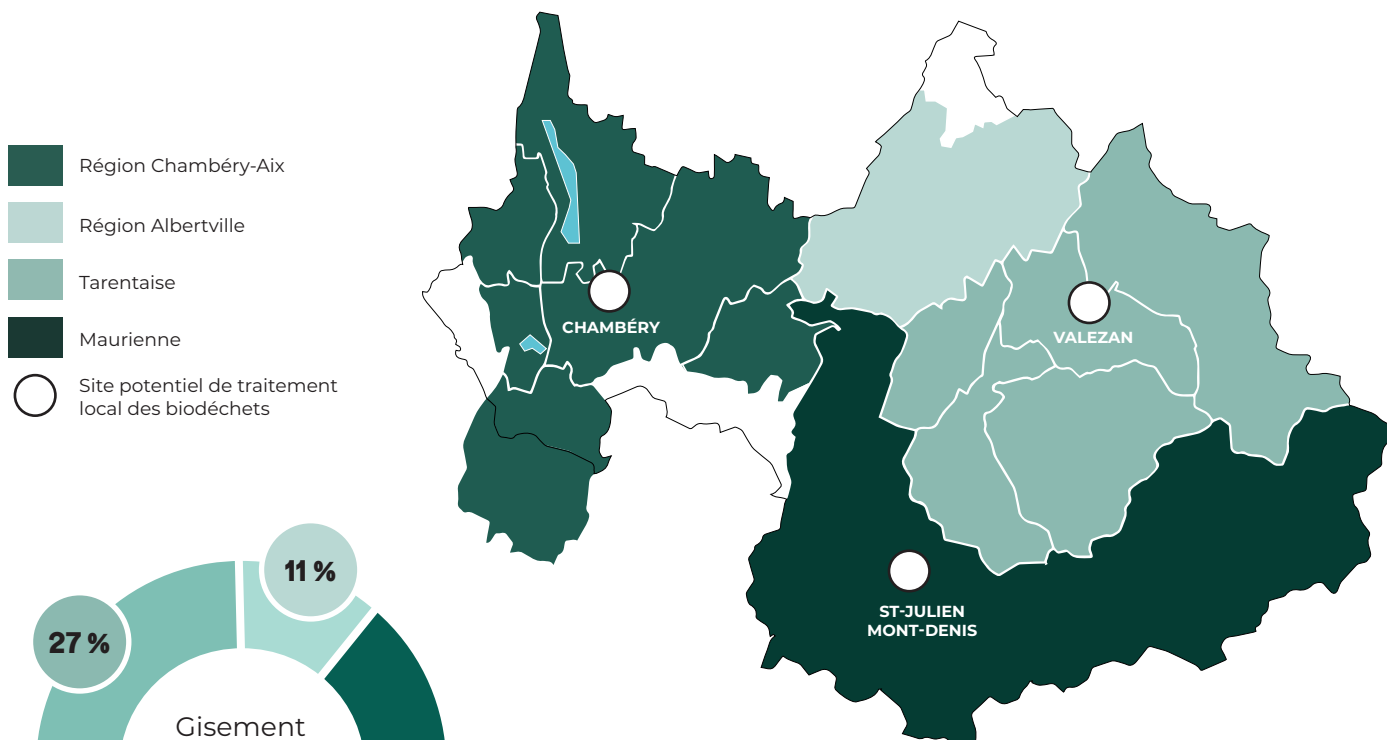 Région Chambéry-Aix
Région Albertville
Tarentaise
Maurienne
Site potentiel de traitement
local des biodéchets
CHAMBÉRY
VALEZAN
ST-JULIEN
MONT-DENIS
11 %
27 %
Gisement